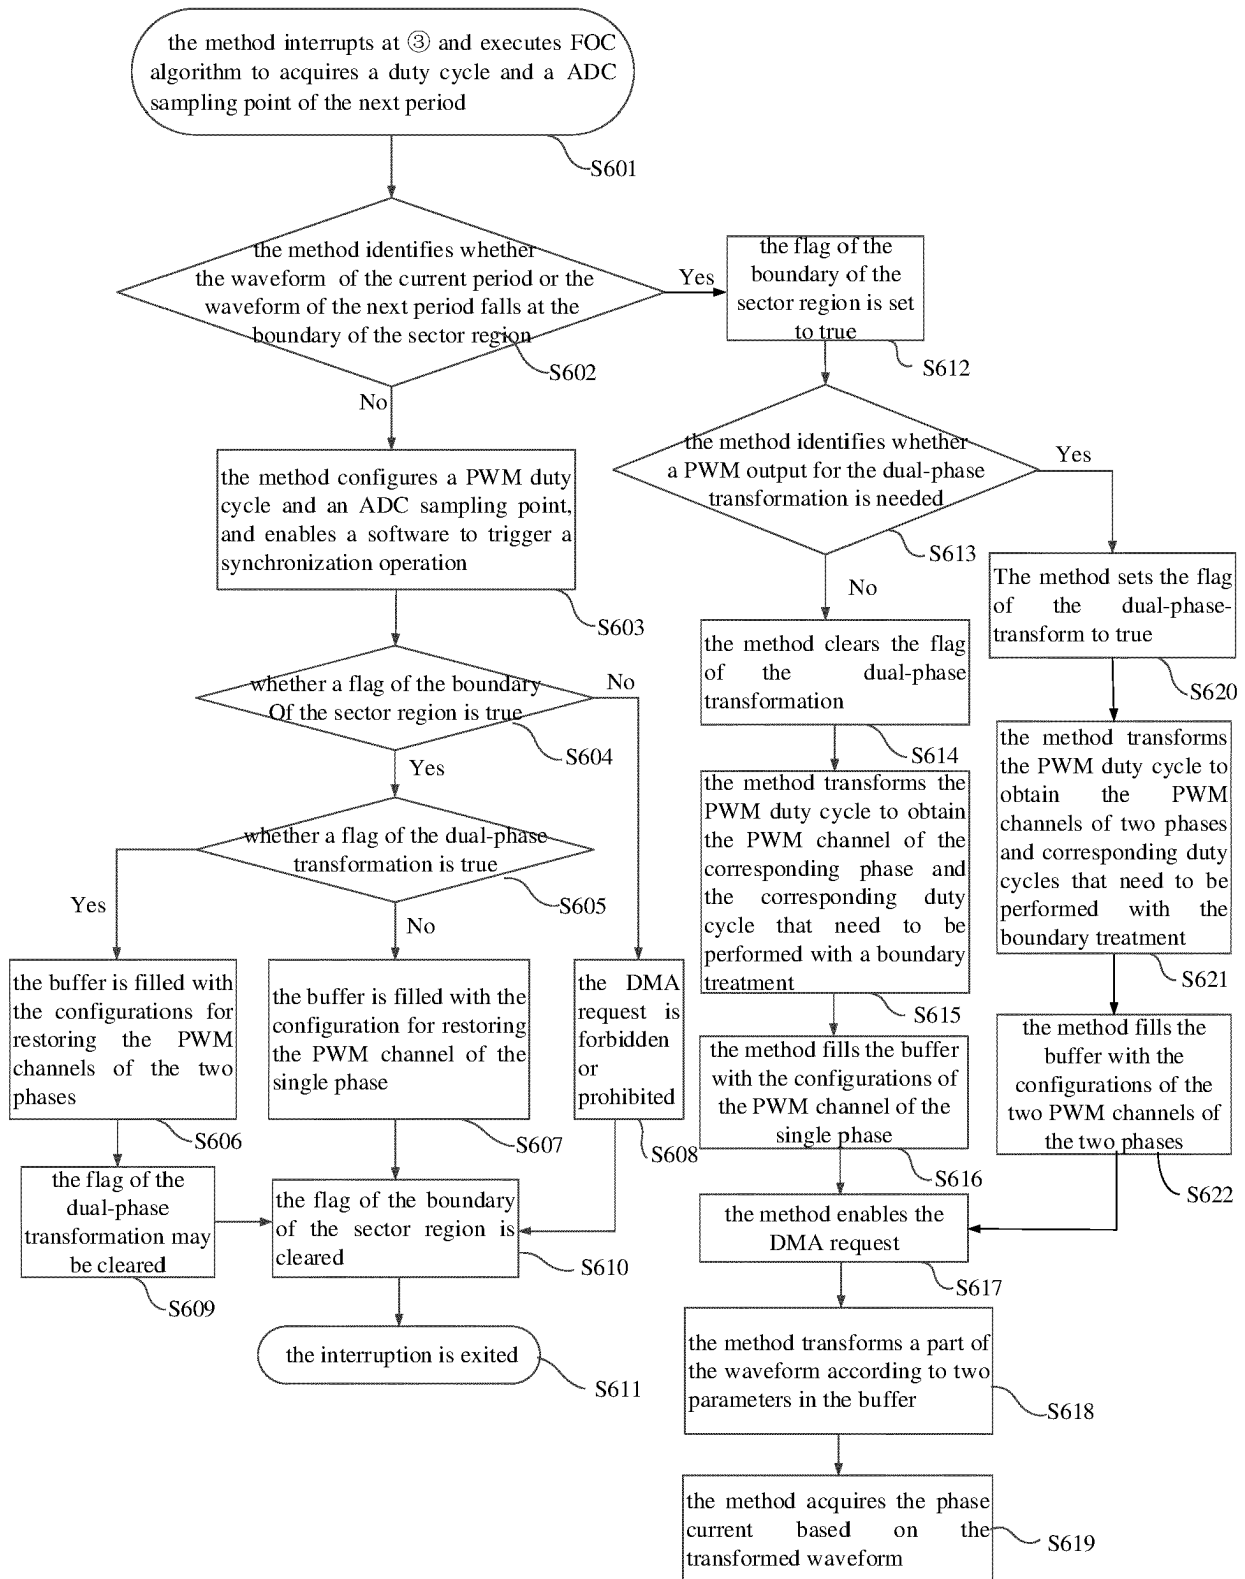 the method interrupts at ③ and executes FOC
algorithm to acquires a duty cycle and a ADC
sampling point of the next period
S601
the method identifies whether
the waveform of the current period or the
waveform of the next period falls at the
boundary of the sector region
S602
Yes
No
the flag of the
boundary of the
sector region is set
to true
S612
the method identifies whether
a PWM output for the dual-phase
transformation is needed
S613
Yes
No
the method configures a PWM duty
cycle and an ADC sampling point,
and enables a software to trigger a
synchronization operation
S603
whether a flag of the boundary
Of the sector region is true
S604
No
Yes
whether a flag of the dual-phase
transformation is true
S605
Yes
No
the buffer is filled with
the configurations for
restoring the PWM
channels of the two
phases
S606
the buffer is filled with the
configuration for restoring
the PWM channel of the
single phase
S607
the DMA
request is
forbidden
or
prohibited
S608
the flag of the
dual-phase
transformation may
be cleared
S609
the flag of the boundary
of the sector region is
cleared
S610
the interruption is exited
S611
the method clears the flag
of the dual-phase
transformation
S614
the method transforms the
PWM duty cycle to obtain
the PWM channel of the
corresponding phase and
the corresponding duty
cycle that need to be
performed with a boundary
treatment
S615
the method fills the buffer
with the configurations of
the PWM channel of the
single phase
S616
the method enables the
DMA request
S617
the method transforms a part of
the waveform according to two
parameters in the buffer
S618
the method acquires the phase
current based on the
transformed waveform
S619
The method sets the flag
of the dual-phase-
transform to true
S620
the method transforms
the PWM duty cycle to
obtain the PWM
channels of two phases
and corresponding duty
cycles that need to be
performed with the
boundary treatment
S621
the method fills the
buffer with the
configurations of the
two PWM channels of
the two phases
S622